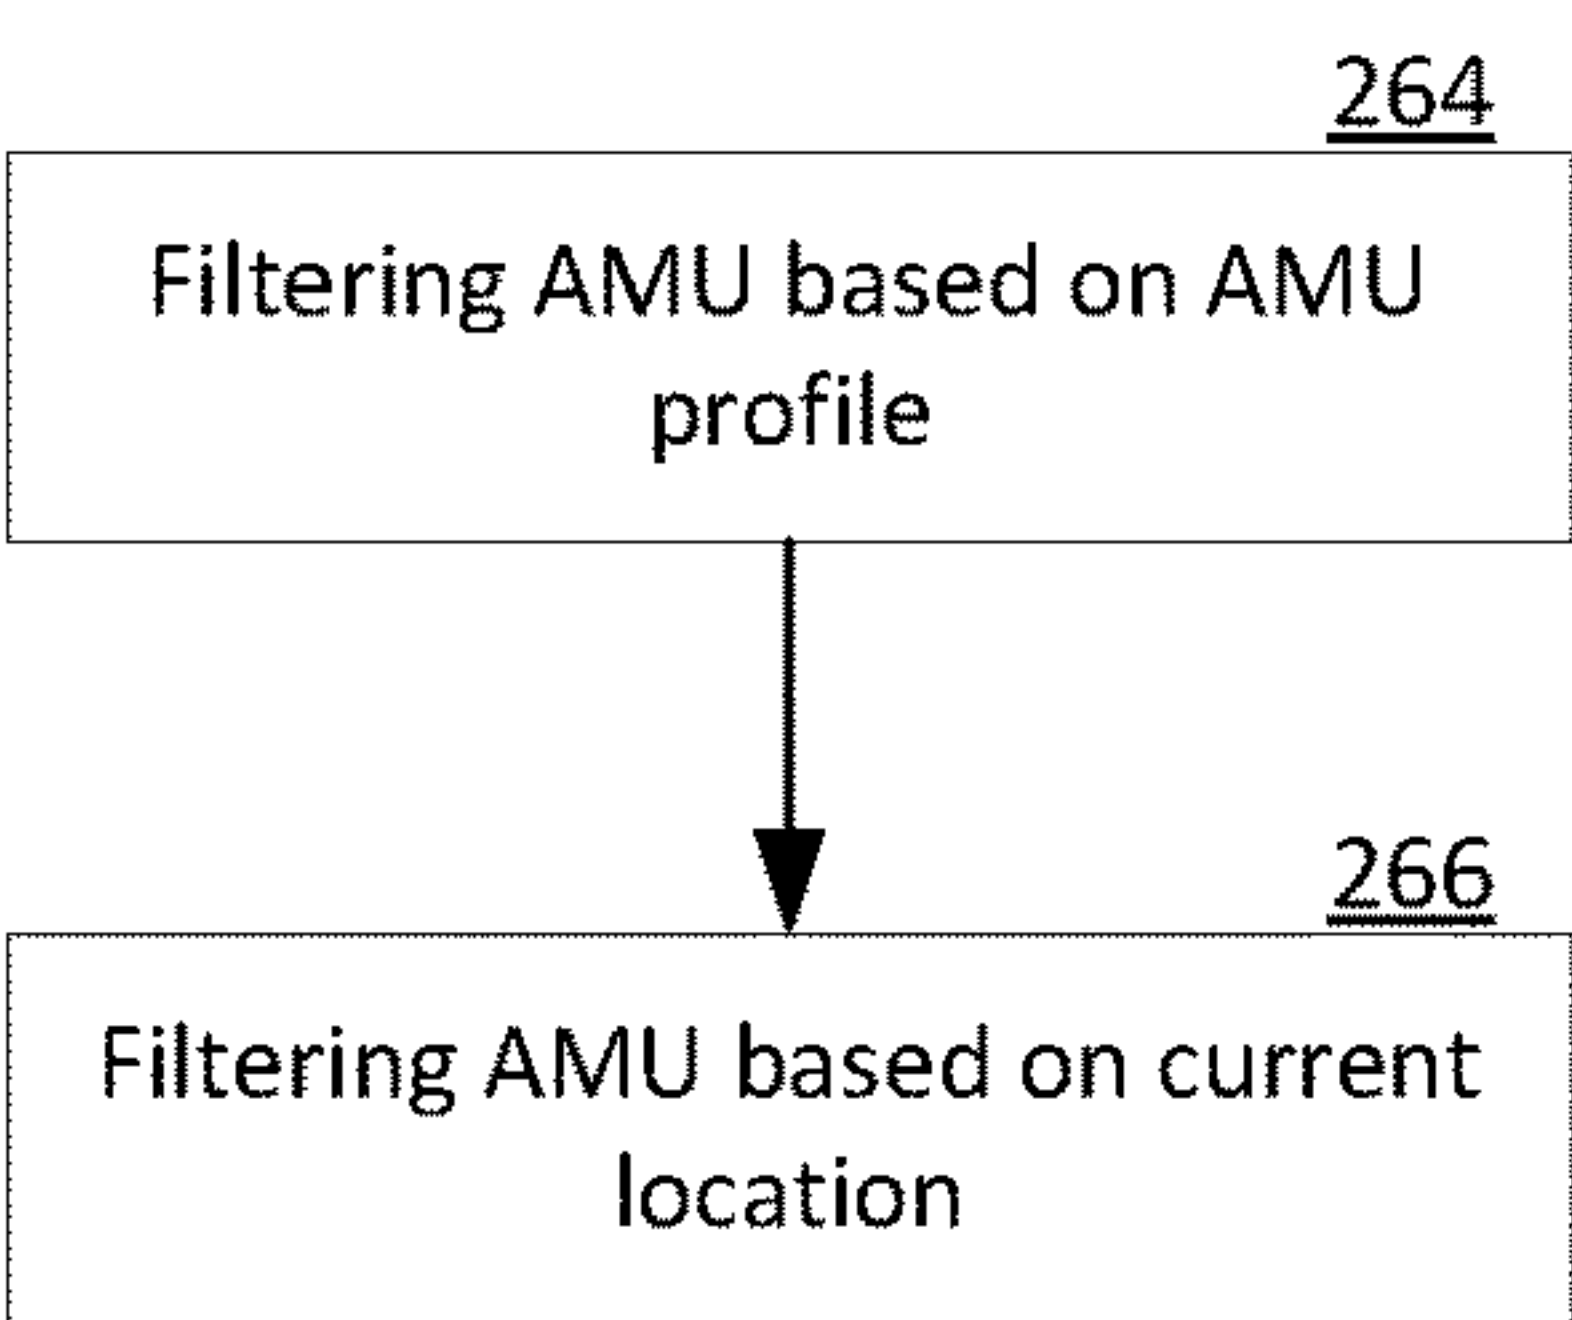 264
Filtering AMU based on AMU
profile
266
Filtering AMU based on current
location